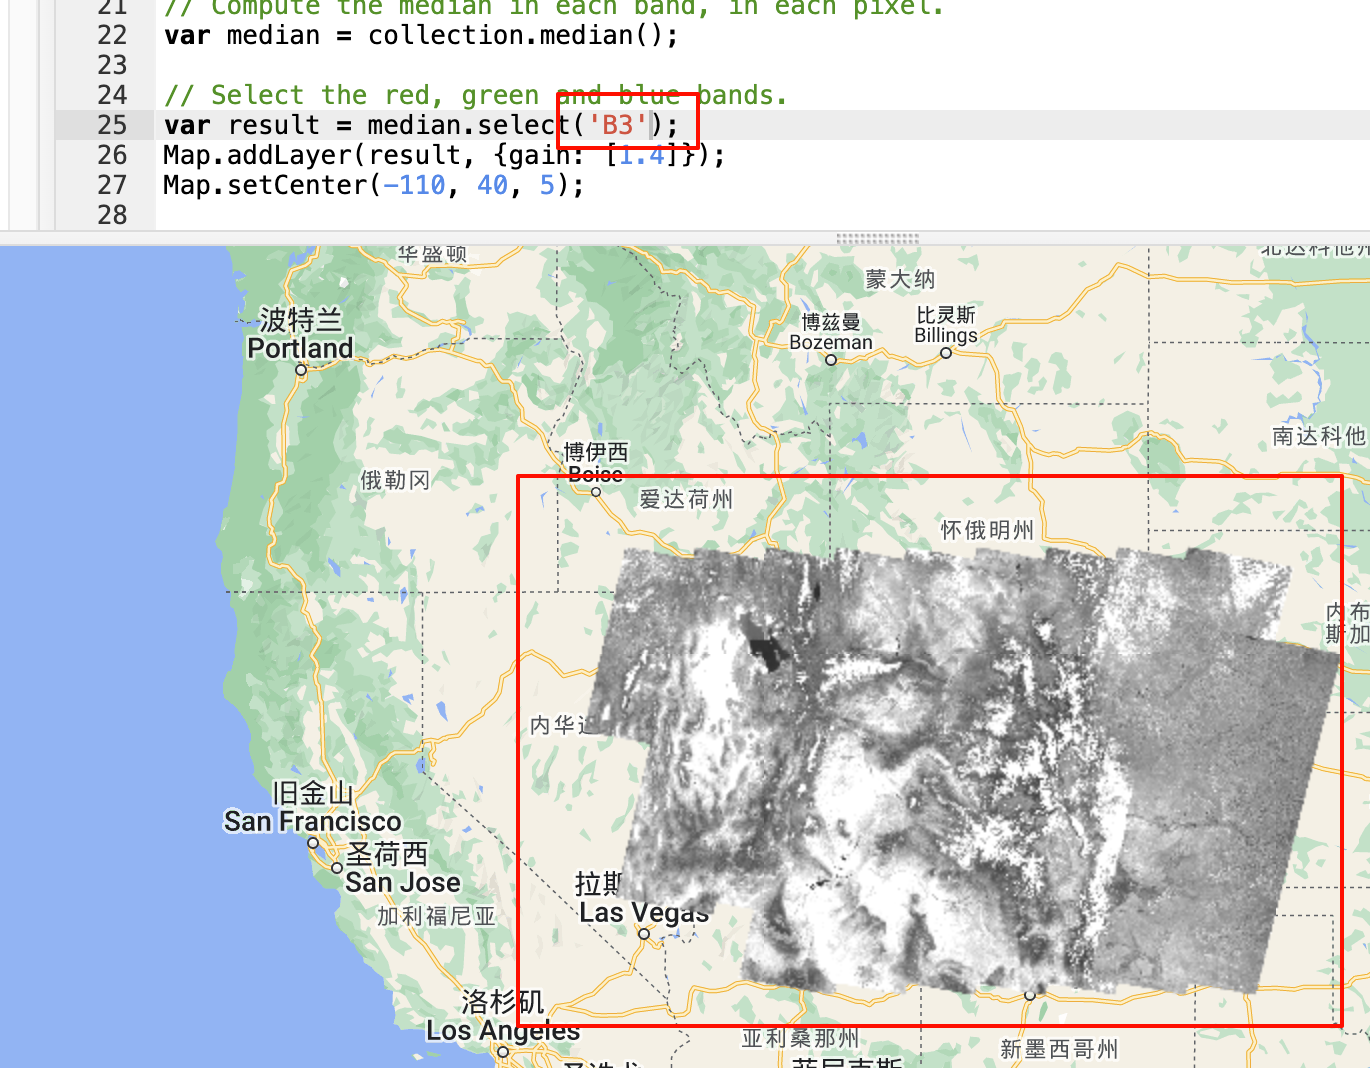 21 // Compute the median in each band, in each pixel.
22 var median = collection.median();
23
24 // Select the red, green and blue bands.
25 var result = median.select('B3');
26 Map.addLayer(result, {gain: [1.4]});
27 Map.setCenter(-110, 40, 5);
28
华盛顿
北达科他州
蒙大纳
波特兰
Portland
博兹曼
Bozeman
比灵斯
Billings
南达科他
博伊西
Boise
俄勒冈
爱达荷州
怀俄明州
内布
斯加
内华达
旧金山
San Francisco
圣荷西
San Jose
加利福尼亚
拉斯
Las Vegas
洛杉矶
Los Angeles
亚利桑那州
新墨西哥州